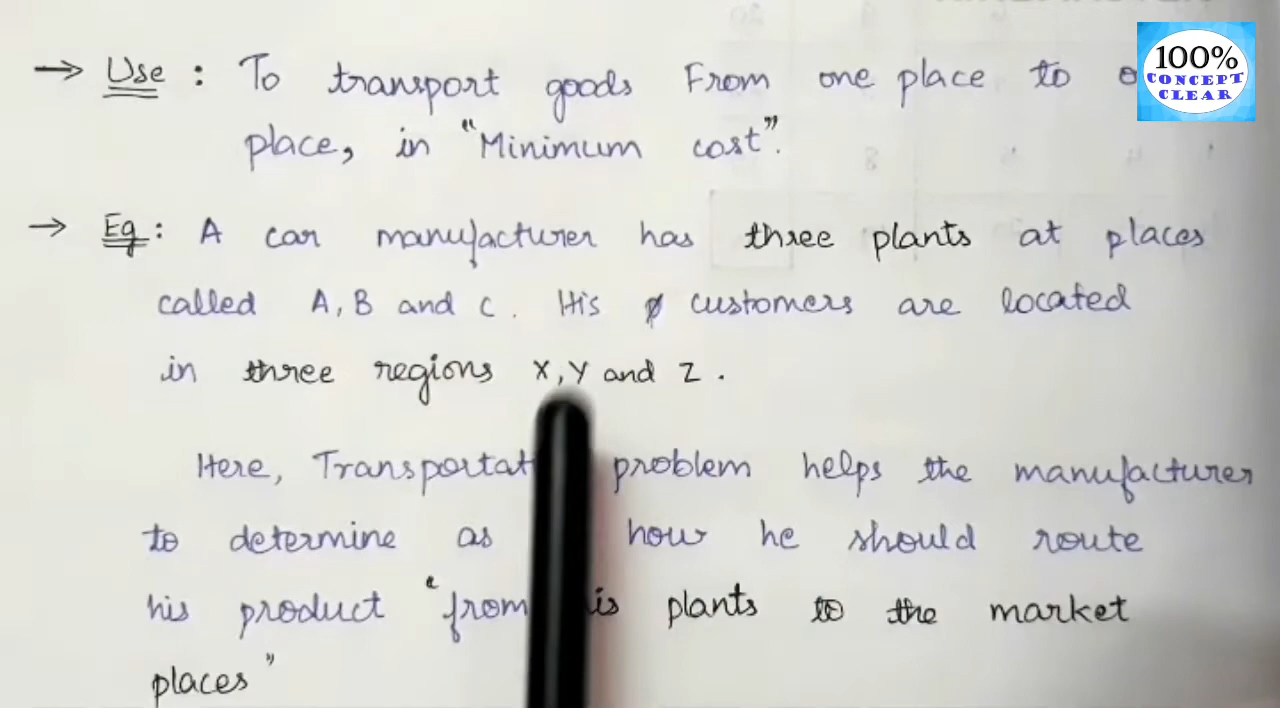 → Use : To transport goods From one place to
place, in "Minimum cost".
→ Eg : A car manufacturer has three plants at places
called A, B and C. His customers are located
in three regions X, Y and Z.
Here, problem helps the manufacturer
to determine as how he should route
his product "from plants to the market
places"
100%
CONCEPT
CLEAR